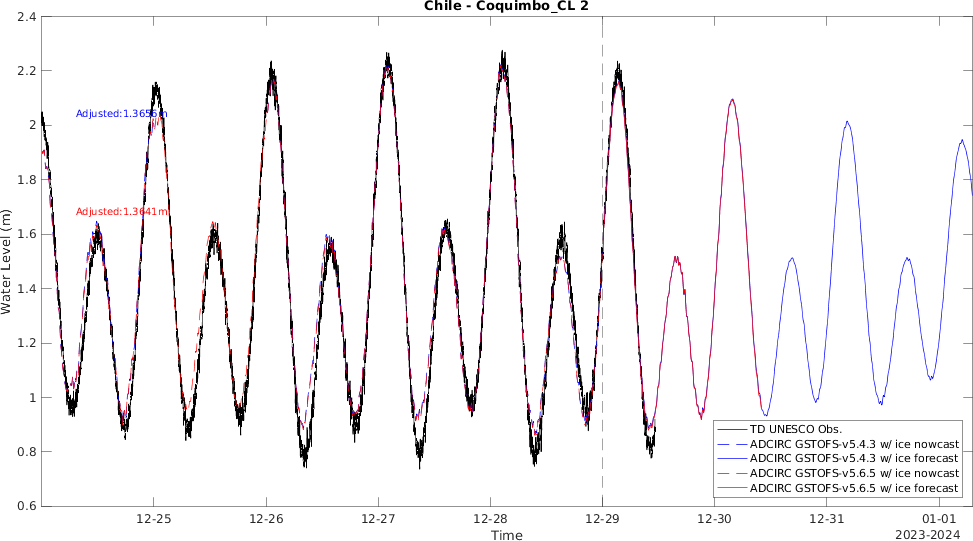 Chile - Coquimbo_CL 2
Water Level (m)
2.4
2.2
2
1.8
1.6
1.4
1.2
1
0.8
0.6
Adjusted:1.3656m
Adjusted:1.3641m
TD UNESCO Obs.
ADCIRC GSTOFS-v5.4.3 w/ ice nowcast
ADCIRC GSTOFS-v5.4.3 w/ ice forecast
ADCIRC GSTOFS-v5.6.5 w/ ice nowcast
ADCIRC GSTOFS-v5.6.5 w/ ice forecast
12-25 12-26 12-27 12-28 12-29 12-30 12-31 01-01
Time
2023-2024